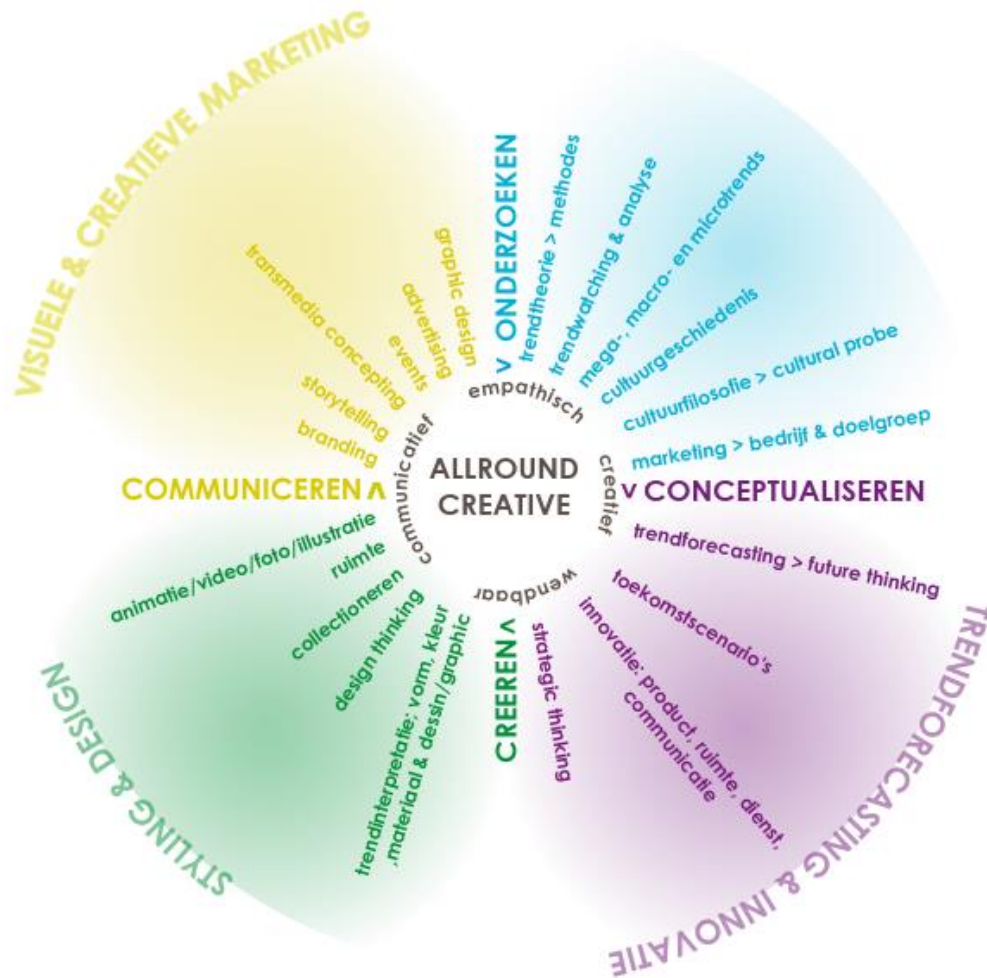 VISUELE & CREATIEVE MARKETING
transmedia concepting
storytelling
branding
events
advertising
graphic design
COMMUNICEREN >
> ONDERZOEKEN
trendtheorie > methodes
trendwatching & analyse
mega-, macro- en microtrends
cultuurgeschiedenis
cultuurfilosofie > cultural probe
marketing > bedrijf & doelgroep
empathisch
creatief
wendbaar
communicatief
ALLROUND
CREATIVE
> CONCEPTUALISEREN
trendforecasting > future thinking
toekomstscenario's
innovatie: product, ruimte, dienst,
communicatie
strategic thinking
TRENDFORECASTING & INNOVATIE
CREEEREN >
animatie/video/foto/illustratie
ruimte
collectioneren
design thinking
trendinterpretatie; vorm, kleur
,materiaal & dessin/graphic
STYLING & DESIGN